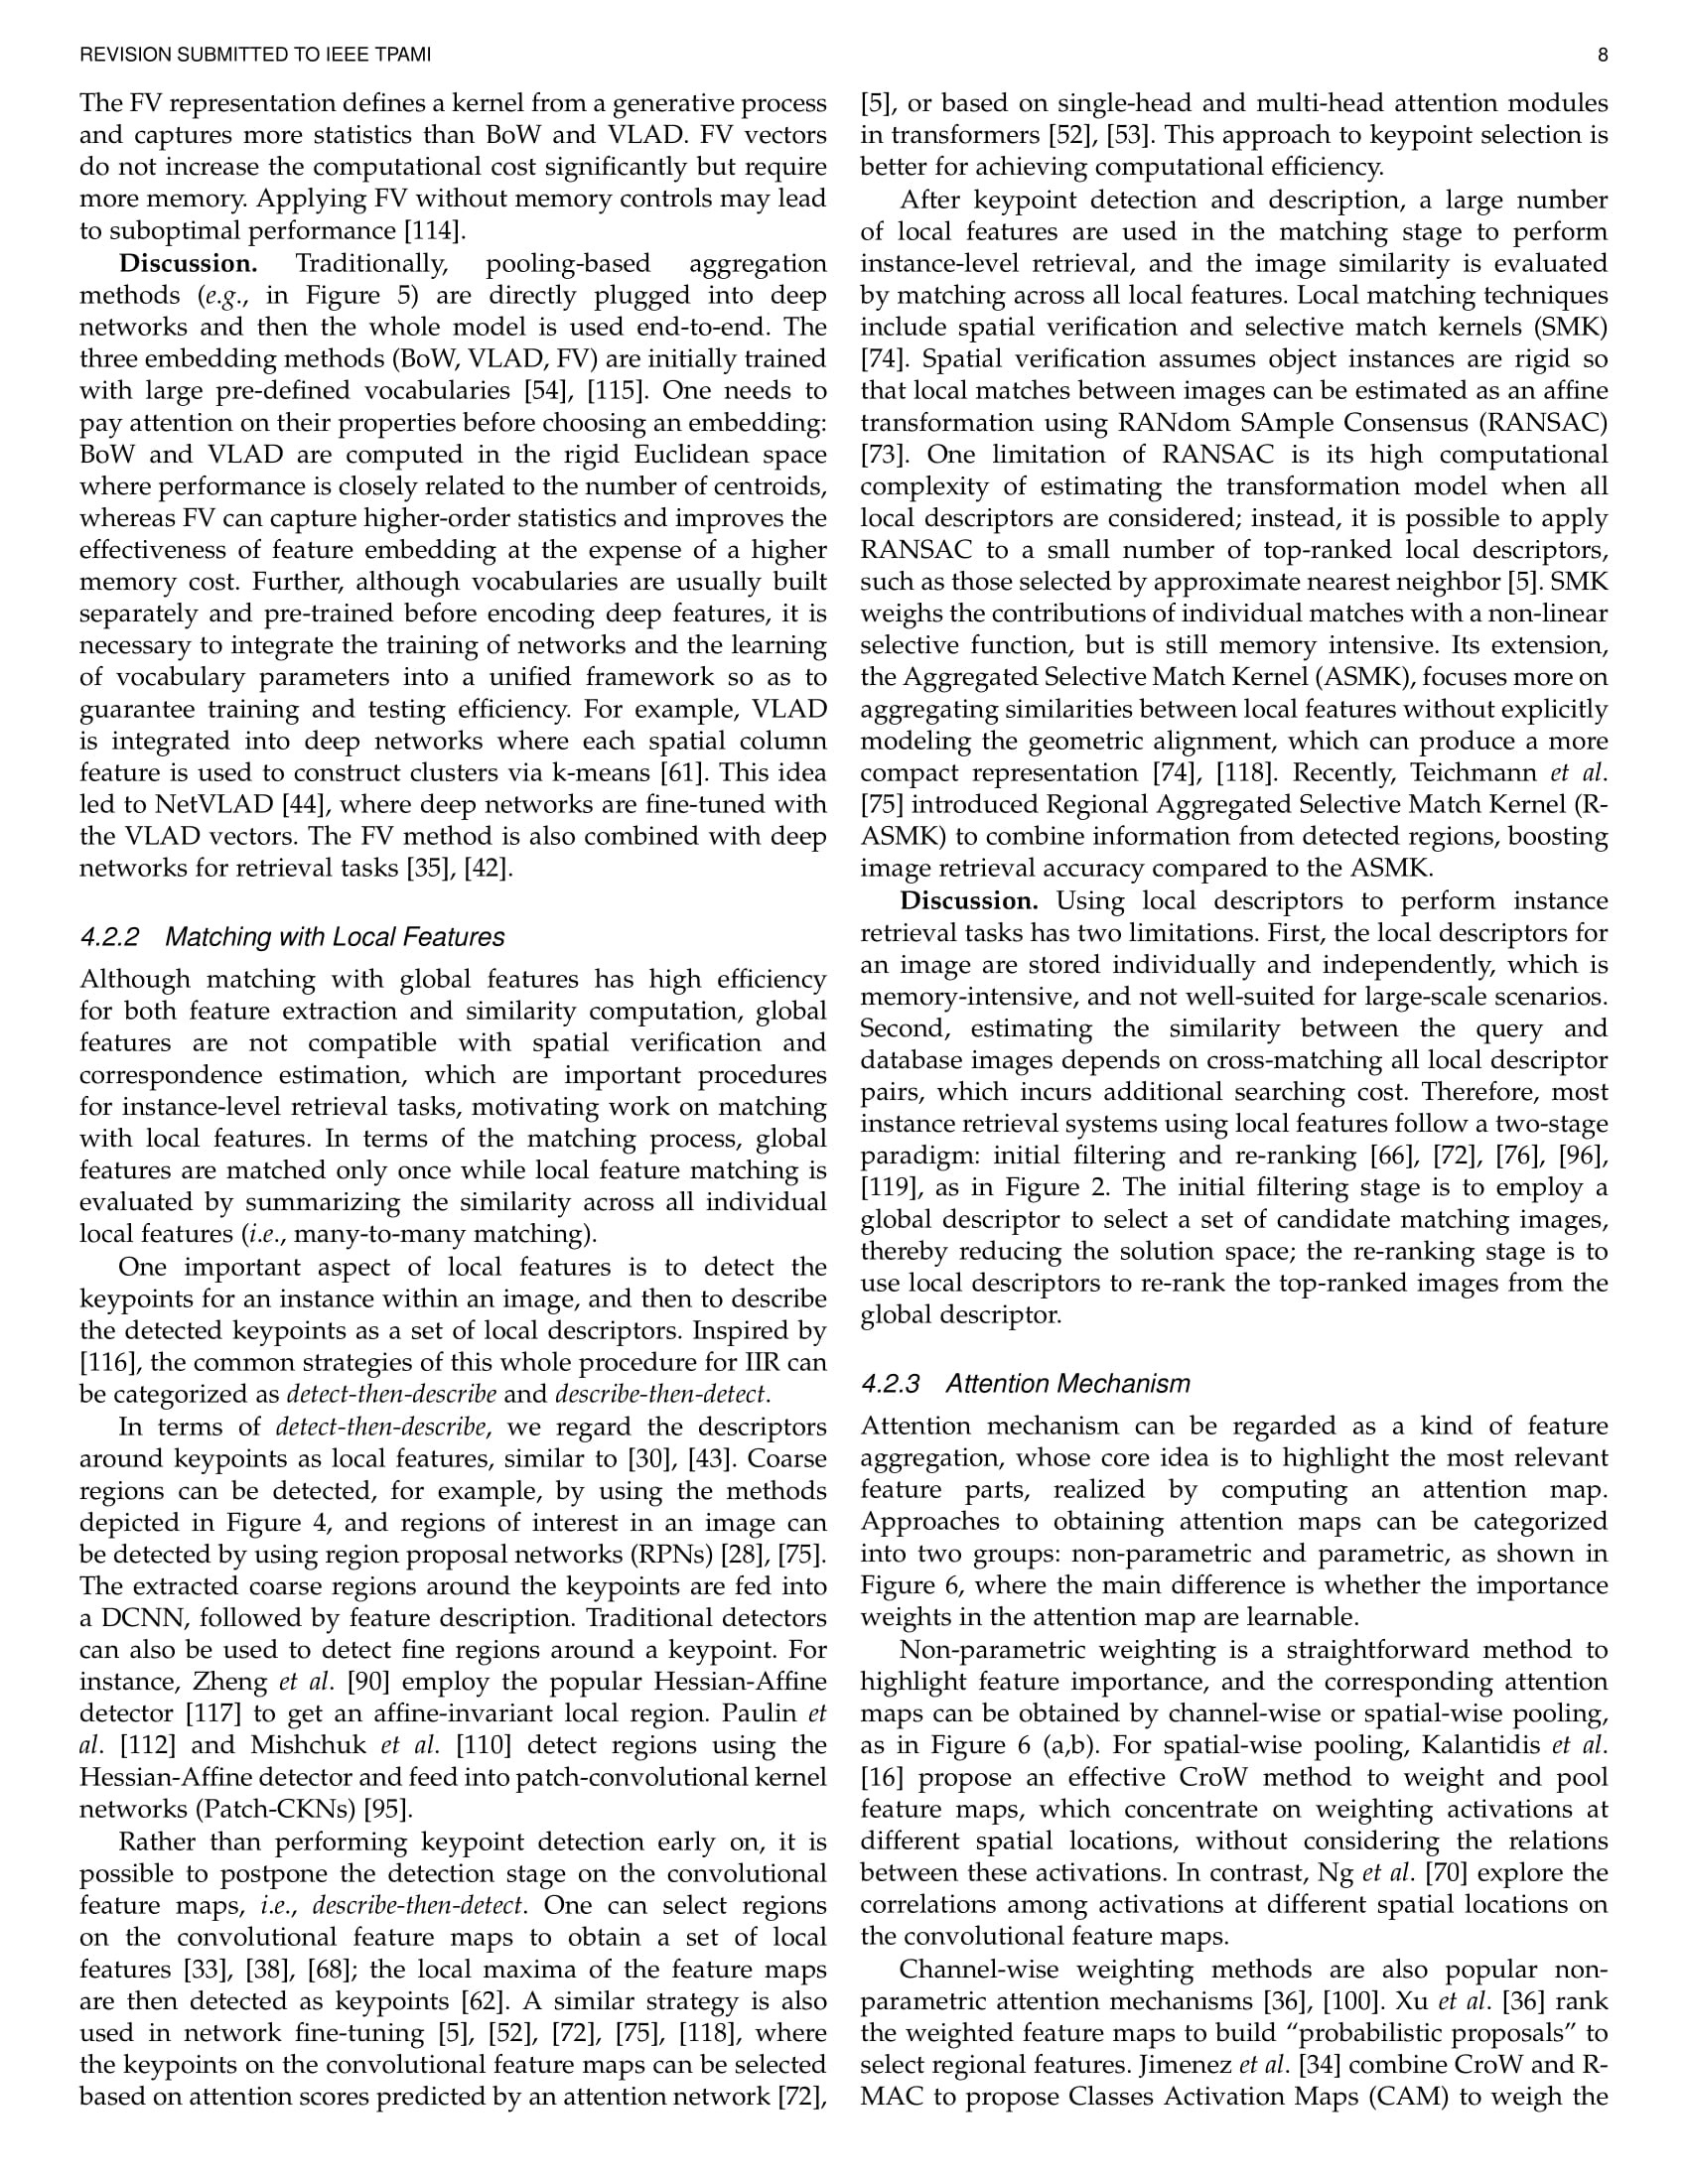 REVISION SUBMITTED TO IEEE TPAMI
8
The FV representation defines a kernel from a generative process
and captures more statistics than BoW and VLAD. FV vectors
do not increase the computational cost significantly but require
more memory. Applying FV without memory controls may lead
to suboptimal performance [114].
Discussion. Traditionally, pooling-based aggregation
methods (e.g., in Figure 5) are directly plugged into deep
networks and then the whole model is used end-to-end. The
three embedding methods (BoW, VLAD, FV) are initially trained
with large pre-defined vocabularies [54], [115]. One needs to
pay attention on their properties before choosing an embedding:
BoW and VLAD are computed in the rigid Euclidean space
where performance is closely related to the number of centroids,
whereas FV can capture higher-order statistics and improves the
effectiveness of feature embedding at the expense of a higher
memory cost. Further, although vocabularies are usually built
separately and pre-trained before encoding deep features, it is
necessary to integrate the training of networks and the learning
of vocabulary parameters into a unified framework so as to
guarantee training and testing efficiency. For example, VLAD
is integrated into deep networks where each spatial column
feature is used to construct clusters via k-means [61]. This idea
led to NetVLAD [44], where deep networks are fine-tuned with
the VLAD vectors. The FV method is also combined with deep
networks for retrieval tasks [35], [42].
4.2.2 Matching with Local Features
Although matching with global features has high efficiency
for both feature extraction and similarity computation, global
features are not compatible with spatial verification and
correspondence estimation, which are important procedures
for instance-level retrieval tasks, motivating work on matching
with local features. In terms of the matching process, global
features are matched only once while local feature matching is
evaluated by summarizing the similarity across all individual
local features (i.e., many-to-many matching).
One important aspect of local features is to detect the
keypoints for an instance within an image, and then to describe
the detected keypoints as a set of local descriptors. Inspired by
[116], the common strategies of this whole procedure for IIR can
be categorized as detect-then-describe and describe-then-detect.
In terms of detect-then-describe, we regard the descriptors
around keypoints as local features, similar to [30], [43]. Coarse
regions can be detected, for example, by using the methods
depicted in Figure 4, and regions of interest in an image can
be detected by using region proposal networks (RPNs) [28], [75].
The extracted coarse regions around the keypoints are fed into
a DCNN, followed by feature description. Traditional detectors
can also be used to detect fine regions around a keypoint. For
instance, Zheng et al. [90] employ the popular Hessian-Affine
detector [117] to get an affine-invariant local region. Paulin et
al. [112] and Mishchuk et al. [110] detect regions using the
Hessian-Affine detector and feed into patch-convolutional kernel
networks (Patch-CKNs) [95].
Rather than performing keypoint detection early on, it is
possible to postpone the detection stage on the convolutional
feature maps, i.e., describe-then-detect. One can select regions
on the convolutional feature maps to obtain a set of local
features [33], [38], [68]; the local maxima of the feature maps
are then detected as keypoints [62]. A similar strategy is also
used in network fine-tuning [5], [52], [72], [75], [118], where
the keypoints on the convolutional feature maps can be selected
based on attention scores predicted by an attention network [72],
[5], or based on single-head and multi-head attention modules
in transformers [52], [53]. This approach to keypoint selection is
better for achieving computational efficiency.
After keypoint detection and description, a large number
of local features are used in the matching stage to perform
instance-level retrieval, and the image similarity is evaluated
by matching across all local features. Local matching techniques
include spatial verification and selective match kernels (SMK)
[74]. Spatial verification assumes object instances are rigid so
that local matches between images can be estimated as an affine
transformation using RANdom SAmple Consensus (RANSAC)
[73]. One limitation of RANSAC is its high computational
complexity of estimating the transformation model when all
local descriptors are considered; instead, it is possible to apply
RANSAC to a small number of top-ranked local descriptors,
such as those selected by approximate nearest neighbor [5]. SMK
weighs the contributions of individual matches with a non-linear
selective function, but is still memory intensive. Its extension,
the Aggregated Selective Match Kernel (ASMK), focuses more on
aggregating similarities between local features without explicitly
modeling the geometric alignment, which can produce a more
compact representation [74], [118]. Recently, Teichmann et al.
[75] introduced Regional Aggregated Selective Match Kernel (R-
ASMK) to combine information from detected regions, boosting
image retrieval accuracy compared to the ASMK.
Discussion. Using local descriptors to perform instance
retrieval tasks has two limitations. First, the local descriptors for
an image are stored individually and independently, which is
memory-intensive, and not well-suited for large-scale scenarios.
Second, estimating the similarity between the query and
database images depends on cross-matching all local descriptor
pairs, which incurs additional searching cost. Therefore, most
instance retrieval systems using local features follow a two-stage
paradigm: initial filtering and re-ranking [66], [72], [76], [96],
[119], as in Figure 2. The initial filtering stage is to employ a
global descriptor to select a set of candidate matching images,
thereby reducing the solution space; the re-ranking stage is to
use local descriptors to re-rank the top-ranked images from the
global descriptor.
4.2.3 Attention Mechanism
Attention mechanism can be regarded as a kind of feature
aggregation, whose core idea is to highlight the most relevant
feature parts, realized by computing an attention map.
Approaches to obtaining attention maps can be categorized
into two groups: non-parametric and parametric, as shown in
Figure 6, where the main difference is whether the importance
weights in the attention map are learnable.
Non-parametric weighting is a straightforward method to
highlight feature importance, and the corresponding attention
maps can be obtained by channel-wise or spatial-wise pooling,
as in Figure 6 (a,b). For spatial-wise pooling, Kalantidis et al.
[16] propose an effective CroW method to weight and pool
feature maps, which concentrate on weighting activations at
different spatial locations, without considering the relations
between these activations. In contrast, Ng et al. [70] explore the
correlations among activations at different spatial locations on
the convolutional feature maps.
Channel-wise weighting methods are also popular non-
parametric attention mechanisms [36], [100]. Xu et al. [36] rank
the weighted feature maps to build “probabilistic proposals” to
select regional features. Jimenez et al. [34] combine CroW and R-
MAC to propose Classes Activation Maps (CAM) to weigh the